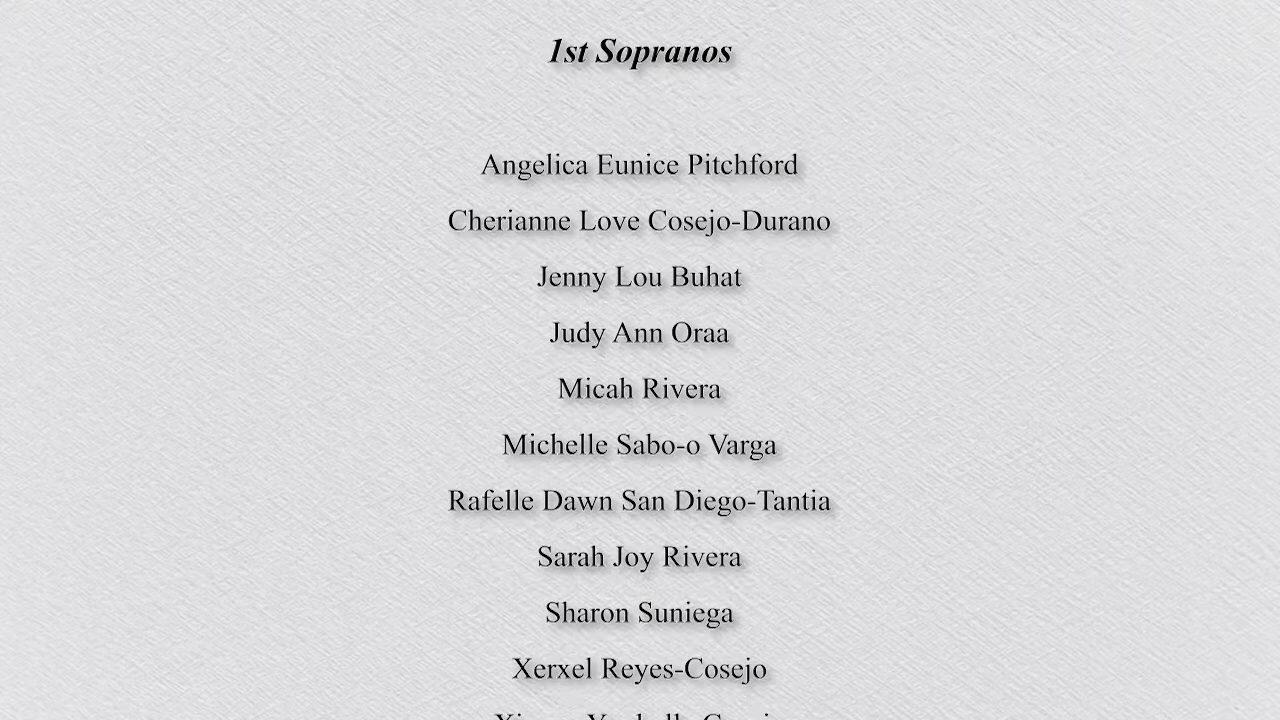 1st Sopranos
Angelica Eunice Pitchford
Cherianne Love Cosejo-Durano
Jenny Lou Buhat
Judy Ann Oraa
Micah Rivera
Michelle Sabo-o Varga
Rafelle Dawn San Diego-Tantia
Sarah Joy Rivera
Sharon Suniega
Xerxel Reyes-Cosejo